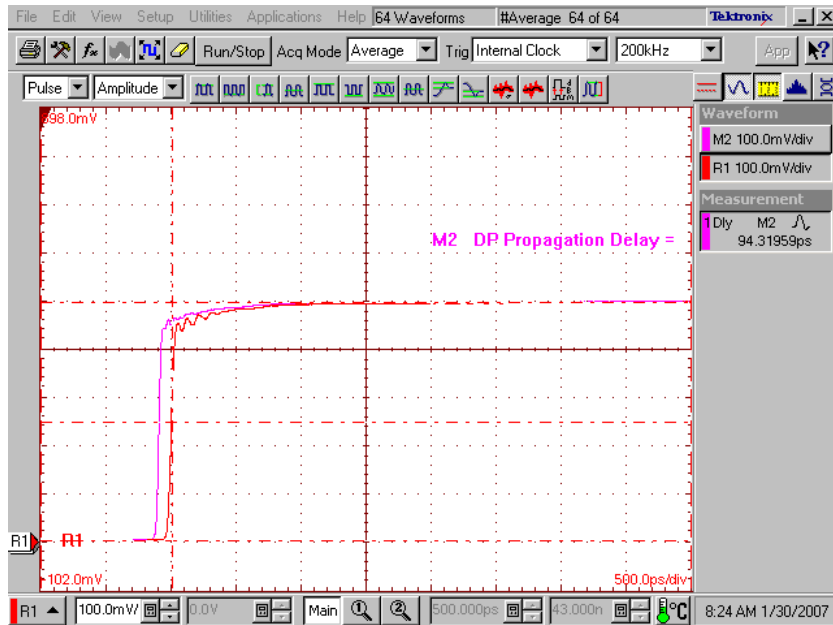 File Edit View Setup Utilities Applications Help 64 Waveforms #Average 64 of 64 Tektronix
Run/Stop Acq Mode Average Trig Internal Clock 200kHz App
Pulse Amplitude
98.0mV
Waveform
M2 100.0mV/div
R1 100.0mV/div
Measurement
1 Dly M2
94.31959ps
M2 DP Propagation Delay =
R1 R1
-102.0mV 500.0ps/div
R1 100.0mV/ 0.0V Main 1 2 500.000ps 43.000n °C 8:24 AM 1/30/2007